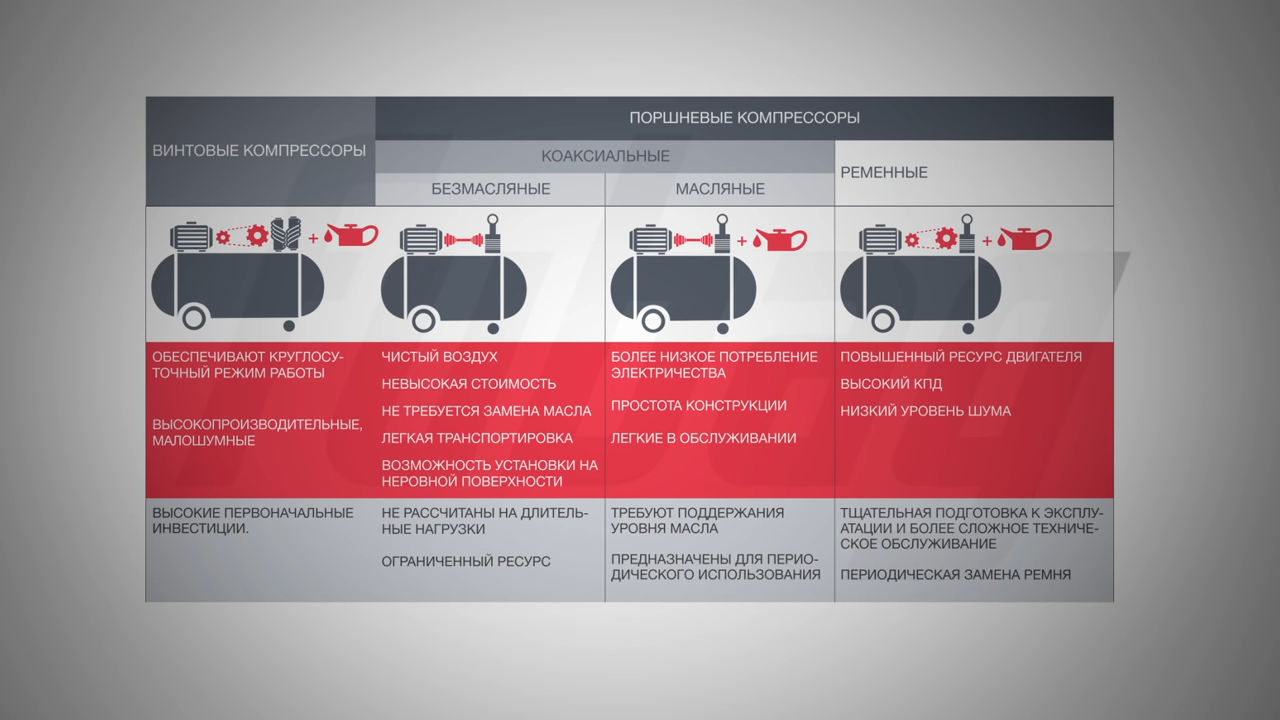 ВИНТОВЫЕ КОМПРЕССОРЫ
ПОРШНЕВЫЕ КОМПРЕССОРЫ
КОАКСИАЛЬНЫЕ
РЕМЕННЫЕ
БЕЗМАСЛЯНЫЕ
МАСЛЯНЫЕ
+
+
+
ОБЕСПЕЧИВАЮТ КРУГЛОСУ-
ТОЧНЫЙ РЕЖИМ РАБОТЫ
ВЫСОКОПРОИЗВОДИТЕЛЬНЫЕ,
МАЛОШУМНЫЕ
ЧИСТЫЙ ВОЗДУХ
НЕВЫСОКАЯ СТОИМОСТЬ
НЕ ТРЕБУЕТСЯ ЗАМЕНА МАСЛА
ЛЕГКАЯ ТРАНСПОРТИРОВКА
ВОЗМОЖНОСТЬ УСТАНОВКИ НА
НЕРОВНОЙ ПОВЕРХНОСТИ
БОЛЕЕ НИЗКОЕ ПОТРЕБЛЕНИЕ
ЭЛЕКТРИЧЕСТВА
ПРОСТОТА КОНСТРУКЦИИ
ЛЕГКИЕ В ОБСЛУЖИВАНИИ
ПОВЫШЕННЫЙ РЕСУРС ДВИГАТЕЛЯ
ВЫСОКИЙ КПД
НИЗКИЙ УРОВЕНЬ ШУМА
ВЫСОКИЕ ПЕРВОНАЧАЛЬНЫЕ
ИНВЕСТИЦИИ.
НЕ РАССЧИТАНЫ НА ДЛИТЕЛЬ-
НЫЕ НАГРУЗКИ
ОГРАНИЧЕННЫЙ РЕСУРС
ТРЕБУЮТ ПОДДЕРЖАНИЯ
УРОВНЯ МАСЛА
ПРЕДНАЗНАЧЕНЫ ДЛЯ ПЕРИО-
ДИЧЕСКОГО ИСПОЛЬЗОВАНИЯ
ТЩАТЕЛЬНАЯ ПОДГОТОВКА К ЭКСПЛУ-
АТАЦИИ И БОЛЕЕ СЛОЖНОЕ ТЕХНИЧЕ-
СКОЕ ОБСЛУЖИВАНИЕ
ПЕРИОДИЧЕСКАЯ ЗАМЕНА РЕМНЯ